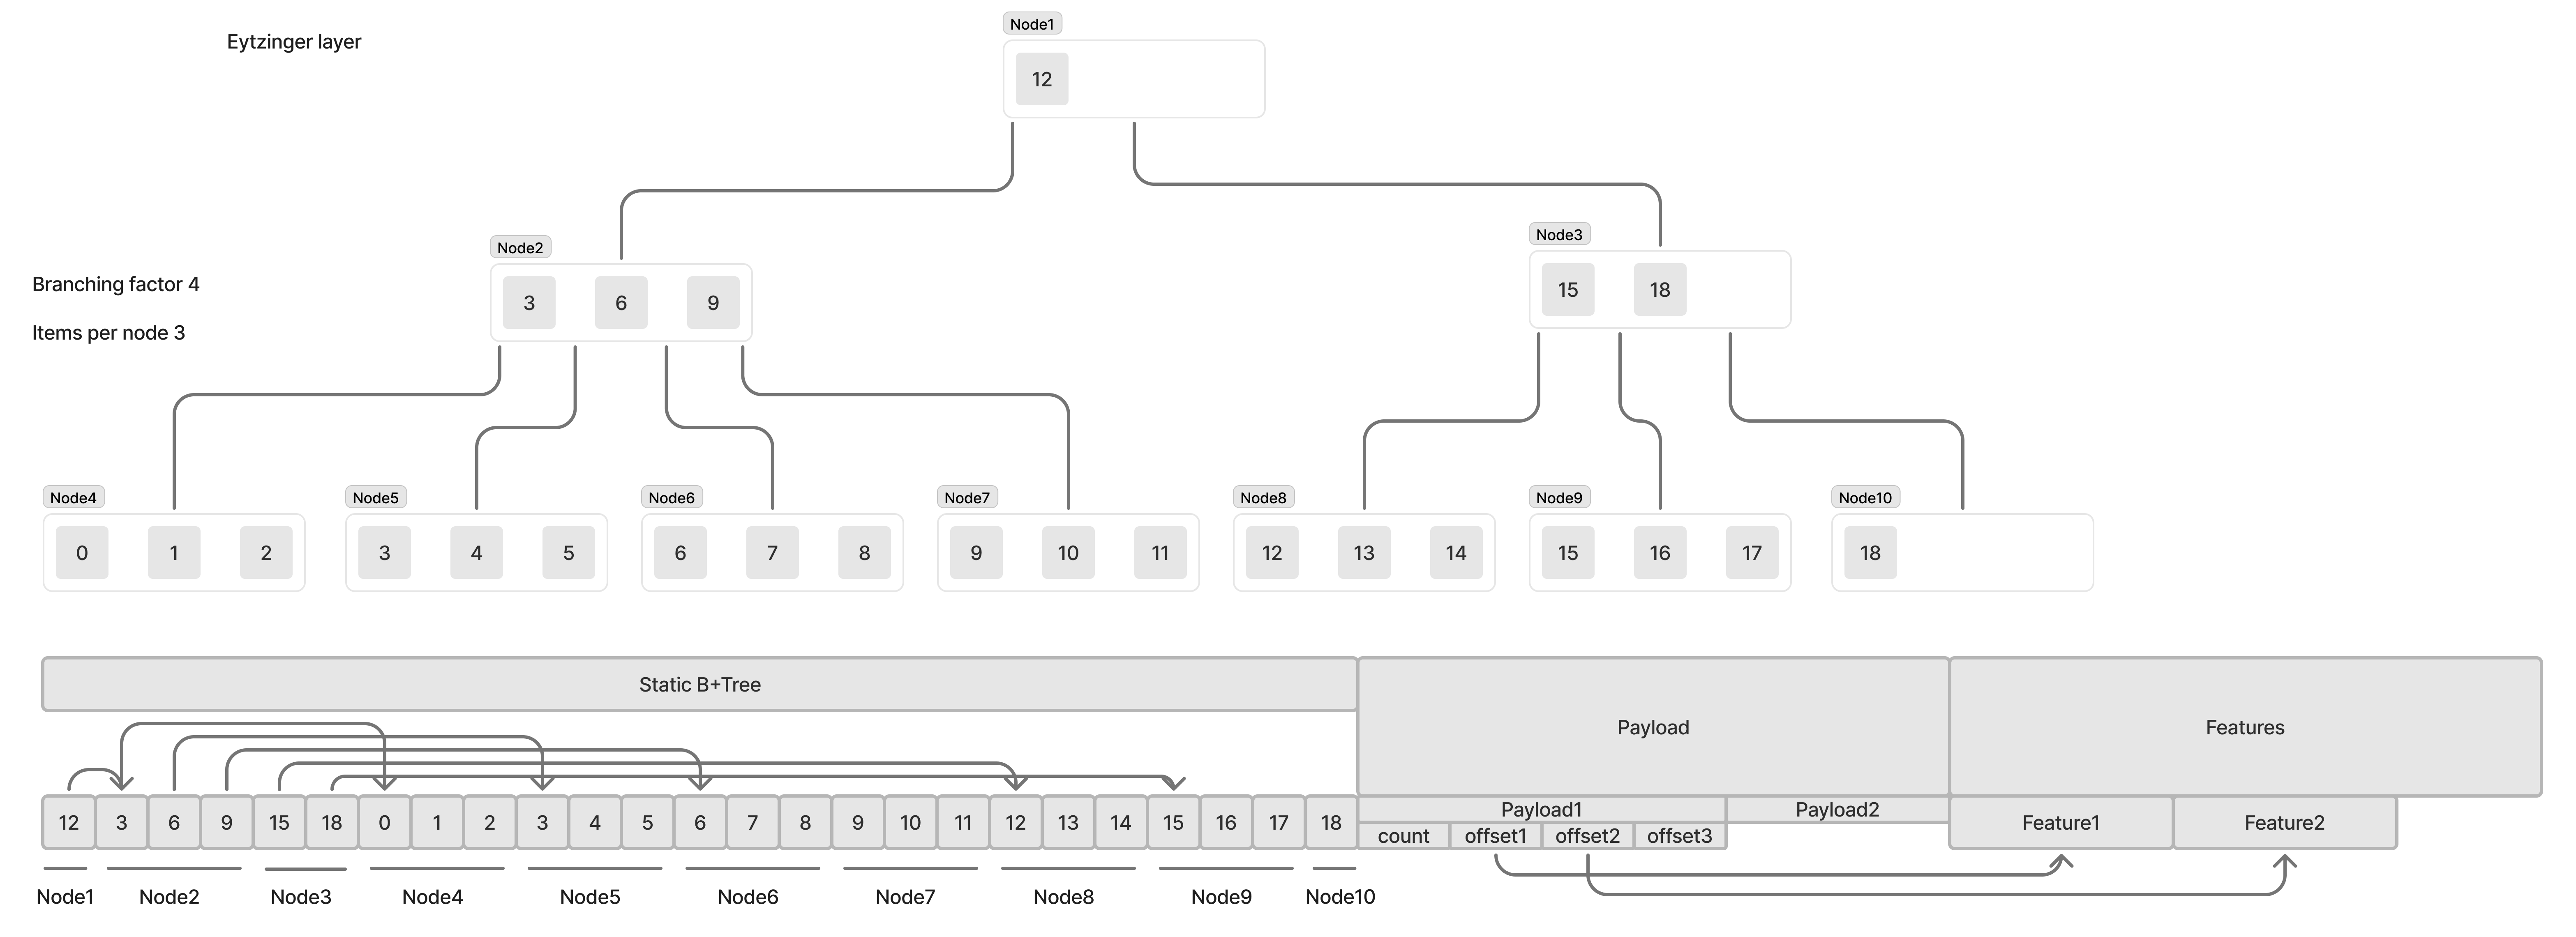 Eytzinger layer
Node1
12
Node2
Node3
Branching factor 4
Items per node 3
3 6 9
15 18
Node4 Node5 Node6 Node7 Node8 Node9 Node10
0 1 2 3 4 5 6 7 8 9 10 11 12 13 14 15 16 17 18
Static B+Tree
Payload
Features
12 3 6 9 15 18 0 1 2 3 4 5 6 7 8 9 10 11 12 13 14 15 16 17 18
Payload1 Payload2
count offset1 offset2 offset3
Feature1 Feature2
Node1 Node2 Node3 Node4 Node5 Node6 Node7 Node8 Node9 Node10